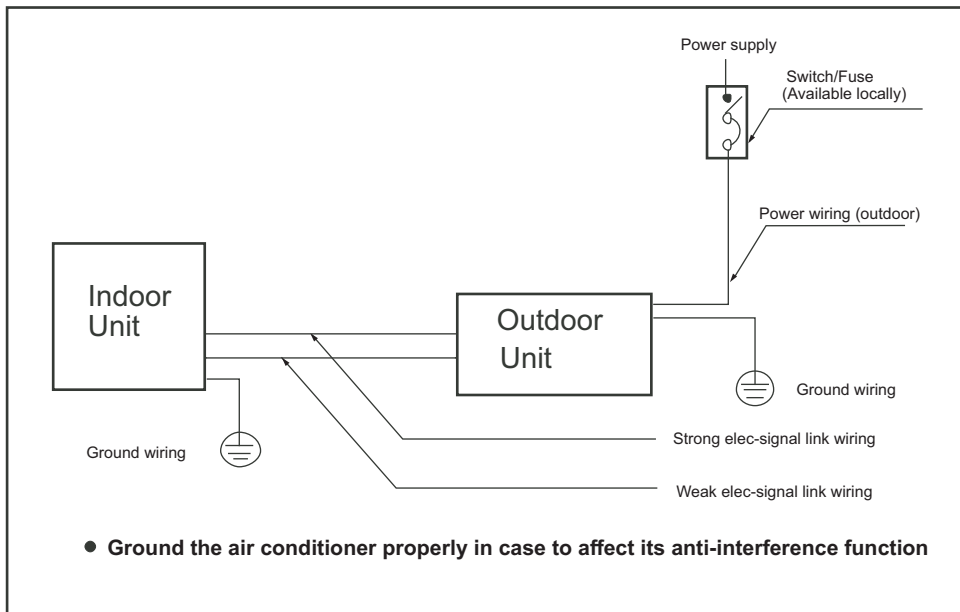 Power supply
Switch/Fuse
(Available locally)
Power wiring (outdoor)
Indoor
Unit
Outdoor
Unit
Ground wiring
Strong elec-signal link wiring
Ground wiring
Weak elec-signal link wiring
● Ground the air conditioner properly in case to affect its anti-interference function